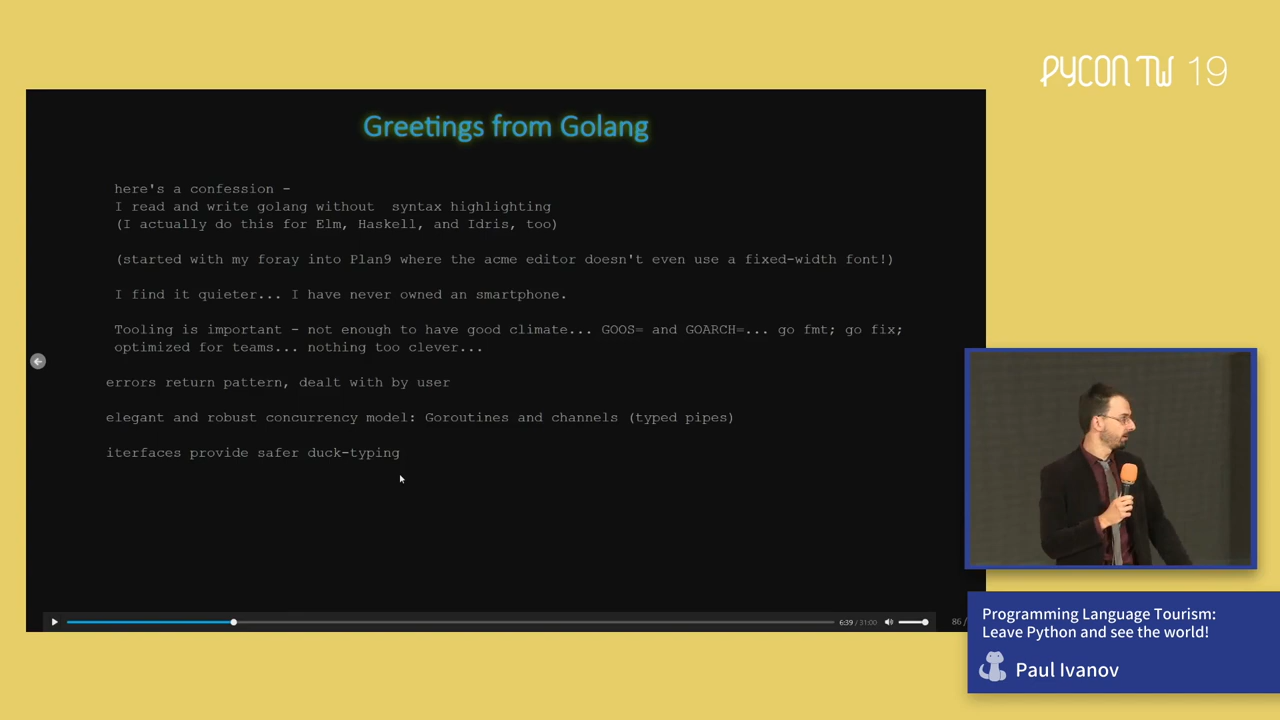 PYCON TW 19
Greetings from Golang
here's a confession -
I read and write golang without  syntax highlighting
(I actually do this for Elm, Haskell, and Idris, too)
(started with my foray into Plan9 where the acme editor doesn't even use a fixed-width font!)
I find it quieter... I have never owned an smartphone.
Tooling is important - not enough to have good climate... GOOS= and GOARCH=... go fmt; go fix;
optimized for teams... nothing too clever...
errors return pattern, dealt with by user
elegant and robust concurrency model: Goroutines and channels (typed pipes)
iterfaces provide safer duck-typing
6:39 / 31:00
86/
Programming Language Tourism:
Leave Python and see the world!
Paul Ivanov